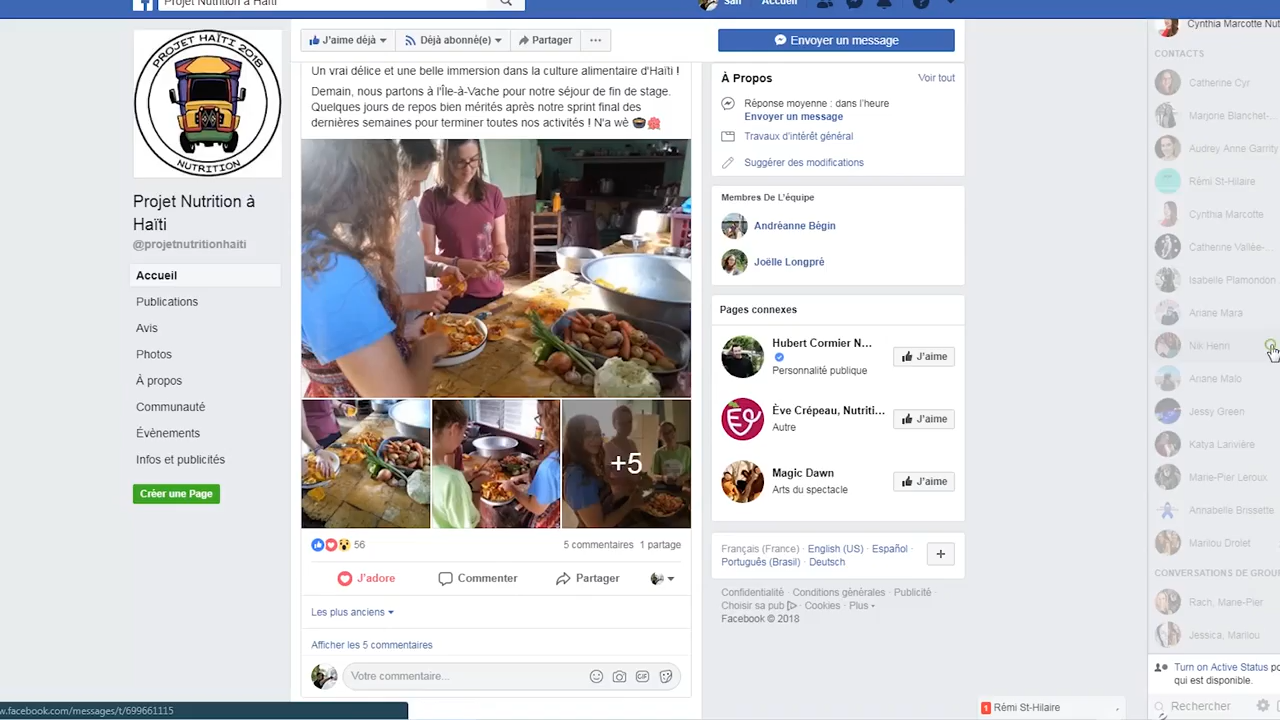 Projet Nutrition à Haïti
San
Accueil
PROJET HAÏTI 2018
NUTRITION
Projet Nutrition à
Haïti
@projetnutritionhaiti
Accueil
Publications
Avis
Photos
À propos
Communauté
Évènements
Infos et publicités
Créer une Page
J'aime déjà
Déjà abonné(e)
Partager
Un vrai délice et une belle immersion dans la culture alimentaire d'Haïti !
Demain, nous partons à l'Île-à-Vache pour notre séjour de fin de stage.
Quelques jours de repos bien mérités après notre sprint final des
dernières semaines pour terminer toutes nos activités ! N'a wè
+5
56
5 commentaires 1 partage
J'adore
Commenter
Partager
Les plus anciens
Afficher les 5 commentaires
Votre commentaire...
GIF
Envoyer un message
À Propos
Voir tout
Réponse moyenne : dans l'heure
Envoyer un message
Travaux d'intérêt général
Suggérer des modifications
Membres De L'équipe
Andréanne Bégin
Joëlle Longpré
Pages connexes
Hubert Cormier N...
Personnalité publique
J'aime
Ève Crépeau, Nutriti...
Autre
J'aime
Magic Dawn
Arts du spectacle
J'aime
Français (France) · English (US) · Español ·
Português (Brasil) · Deutsch
Confidentialité · Conditions générales · Publicité ·
Choisir sa pub · Cookies · Plus
Facebook © 2018
Cynthia Marcotte Nut
CONTACTS
Catherine Cyr
Marjorie Blanchet-...
Audrey Anne Garrity
Rémi St-Hilaire
Cynthia Marcotte
Catherine Vallée-...
Isabelle Plamondon
Ariane Mara
Nik Henri
Ariane Malo
Jessy Green
Katya Larivière
Marie-Pier Leroux
Annabelle Brissette
Marilou Drolet
CONVERSATIONS DE GROU
Rach, Marie-Pier
Jessica, Marilou
Turn on Active Status po
qui est disponible.
Rechercher
1 Rémi St-Hilaire
w.facebook.com/messages/t/699661115